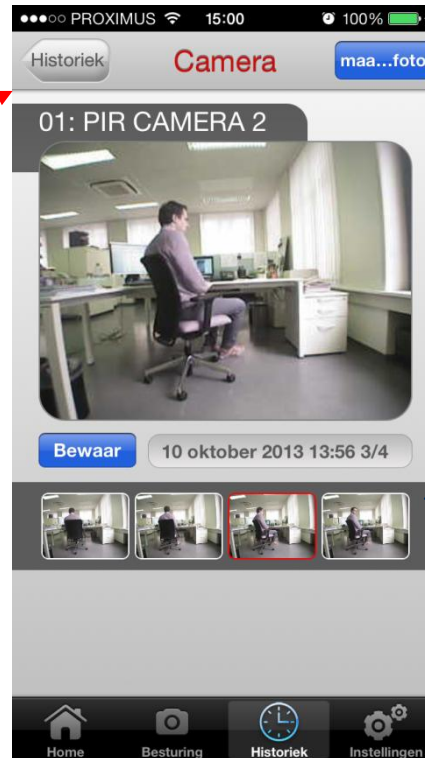 PROXIMUS 15:00 100%
Historiek Camera maa...foto
01: PIR CAMERA 2
Bewaar 10 oktober 2013 13:56 3/4
Home Besturing Historiek Instellingen